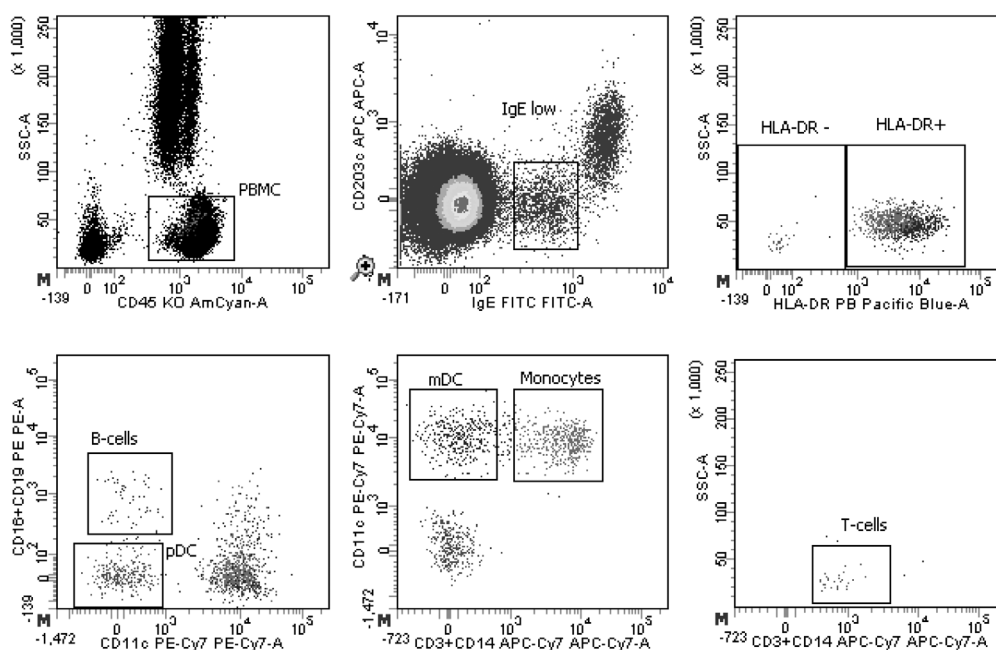 (x 1,000)
SSC-A
250
200
150
100
50
PBMC
M
-139
0
10²
10³
10⁵
CD45 KO AmCyan-A
CD203c APC APC-A
10⁴
10³
0
IgE low
M
-171
0
10²
10³
10⁴
IgE FITC FITC-A
(x 1,000)
SSC-A
250
200
150
100
50
HLA-DR -
HLA-DR+
M
-139
0
10²
10³
10⁴
10⁵
HLA-DR PB Pacific Blue-A
CD16+CD19 PE PE-A
10⁵
10⁴
10³
10²
0
-139
B-cells
pDC
M
-1,472
0
10³
10⁴
10⁵
CD11c PE-Cy7 PE-Cy7-A
CD11c PE-Cy7 PE-Cy7-A
10⁵
10⁴
10³
0
-1,472
mDC
Monocytes
M
-723
0
10³
10⁴
10⁵
CD3+CD14 APC-Cy7 APC-Cy7-A
(x 1,000)
SSC-A
250
200
150
100
50
T-cells
M
-723
0
10³
10⁴
10⁵
CD3+CD14 APC-Cy7 APC-Cy7-A